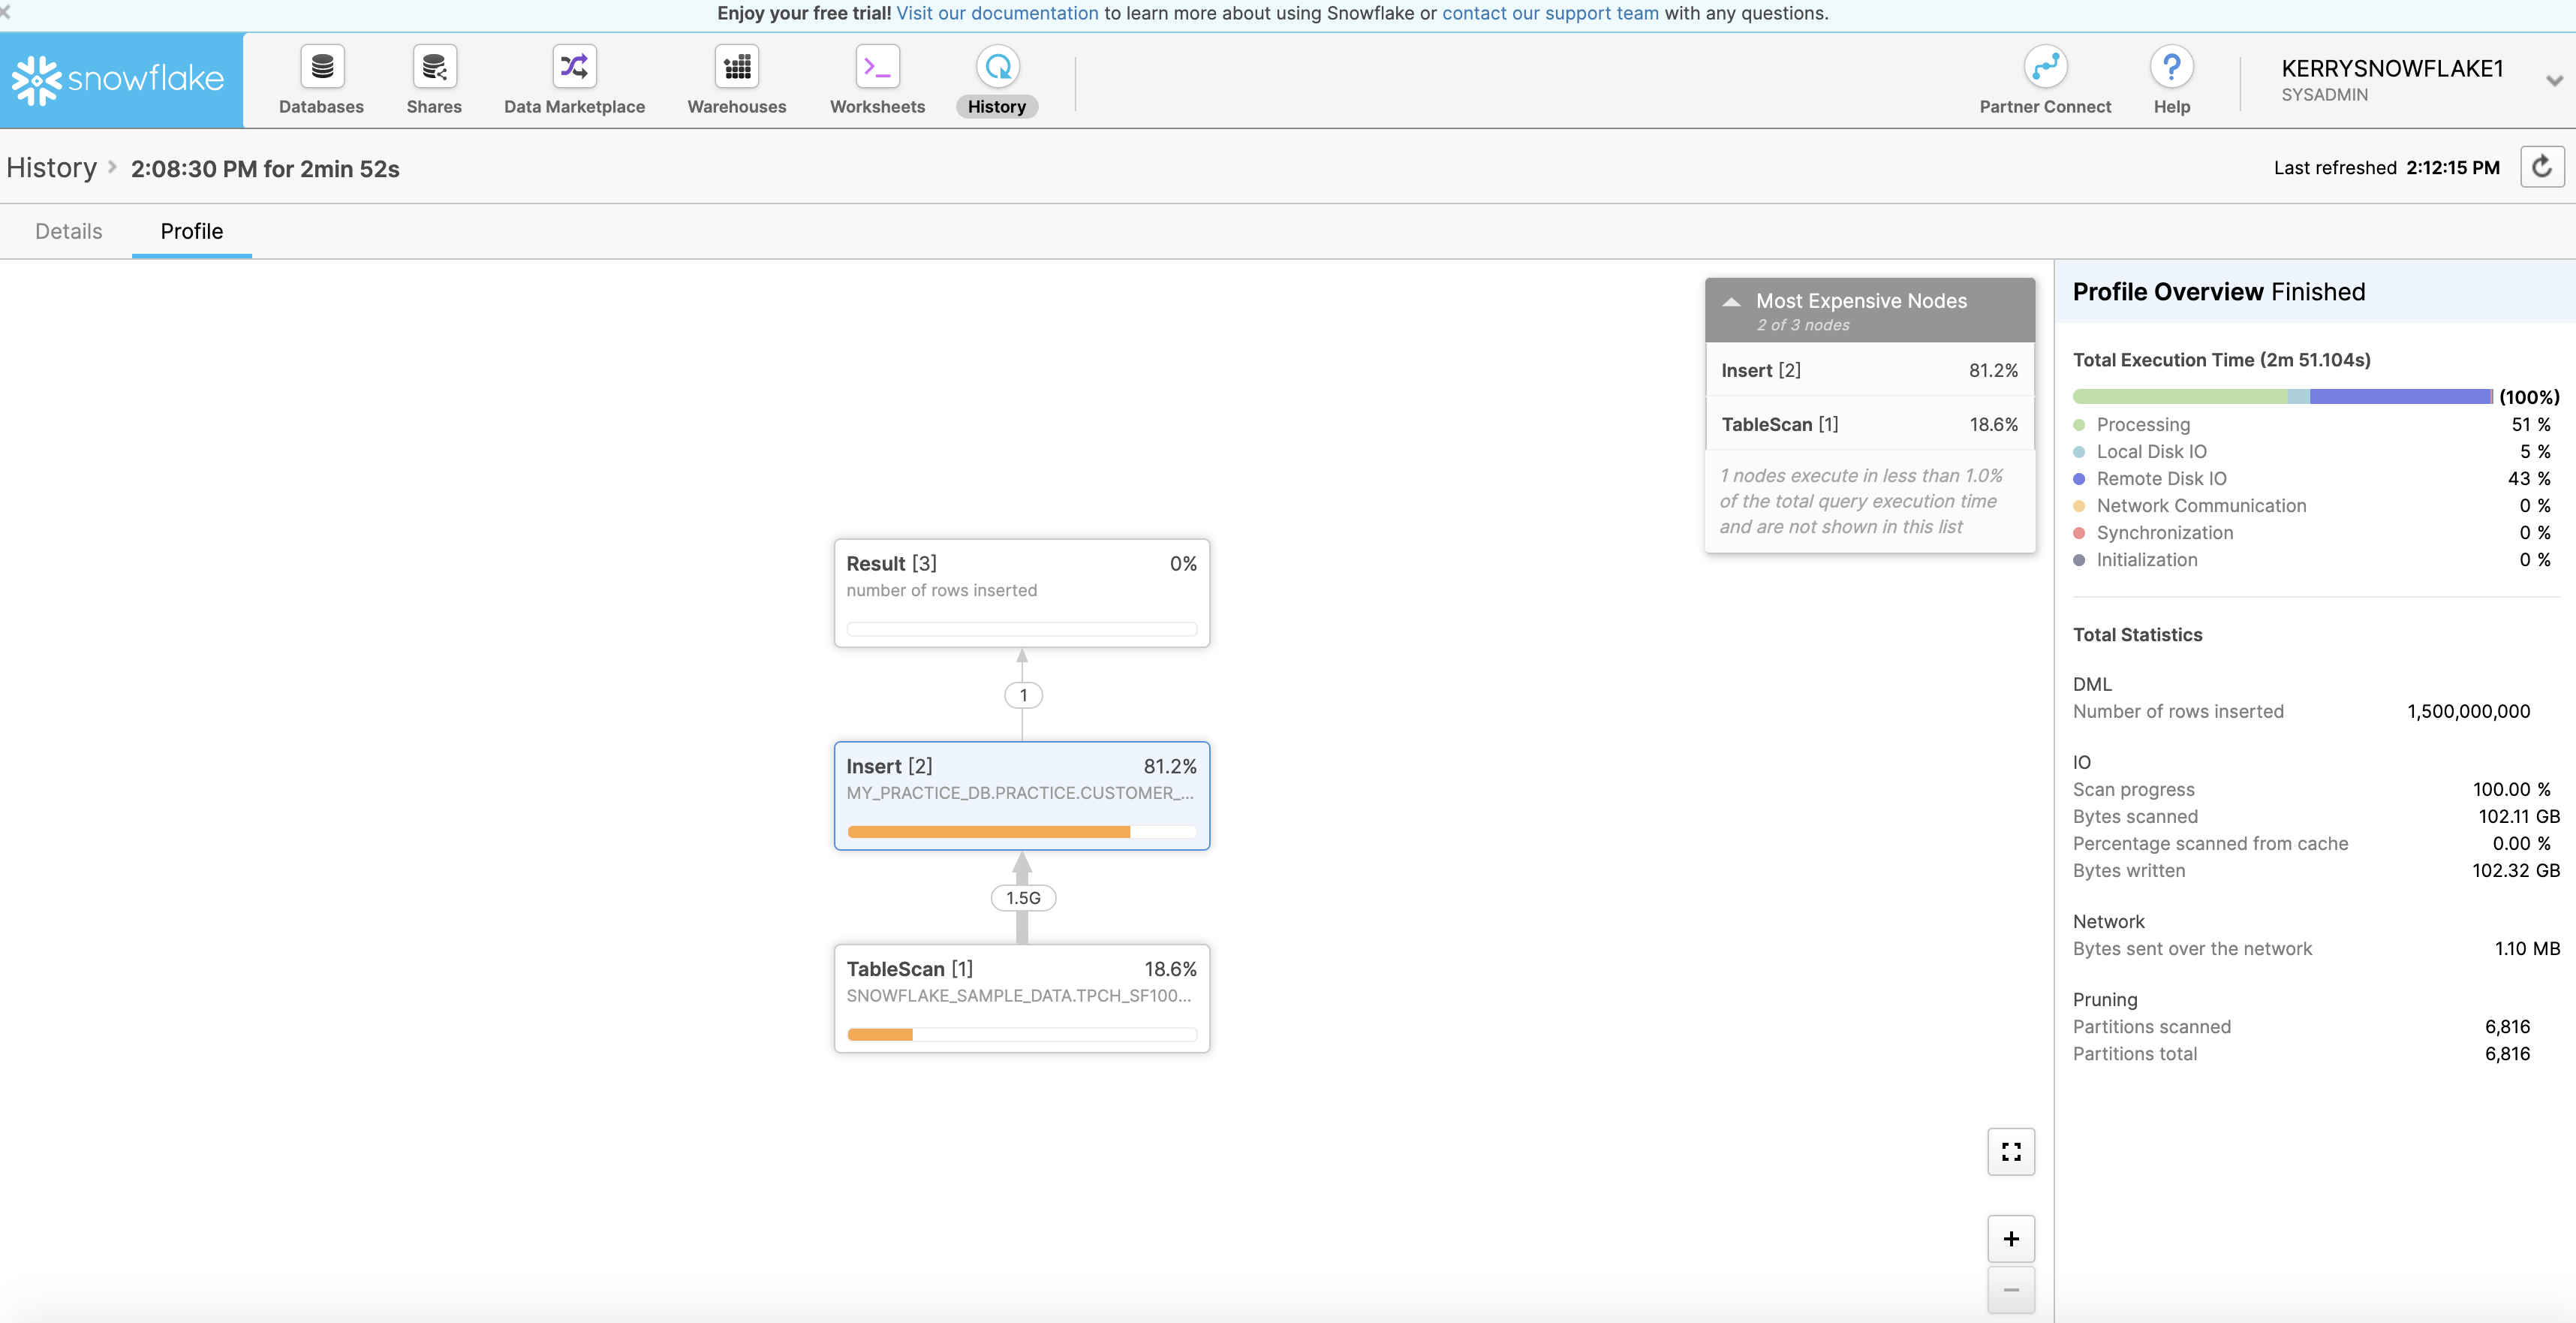 Enjoy your free trial! Visit our documentation to learn more about using Snowflake or contact our support team with any questions.
snowflake
Databases
Shares
Data Marketplace
Warehouses
Worksheets
History
Partner Connect
Help
KERRYSNOWFLAKE1
SYSADMIN
History
2:08:30 PM for 2min 52s
Last refreshed 2:12:15 PM
Details
Profile
Most Expensive Nodes
2 of 3 nodes
Insert [2] 81.2%
TableScan [1] 18.6%
1 nodes execute in less than 1.0%
of the total query execution time
and are not shown in this list
Result [3] 0%
number of rows inserted
1
Insert [2] 81.2%
MY_PRACTICE_DB.PRACTICE.CUSTOMER_...
1.5G
TableScan [1] 18.6%
SNOWFLAKE_SAMPLE_DATA.TPCH_SF100...
Profile Overview Finished
Total Execution Time (2m 51.104s)
(100%)
Processing 51 %
Local Disk IO 5 %
Remote Disk IO 43 %
Network Communication 0 %
Synchronization 0 %
Initialization 0 %
Total Statistics
DML
Number of rows inserted 1,500,000,000
IO
Scan progress 100.00 %
Bytes scanned 102.11 GB
Percentage scanned from cache 0.00 %
Bytes written 102.32 GB
Network
Bytes sent over the network 1.10 MB
Pruning
Partitions scanned 6,816
Partitions total 6,816